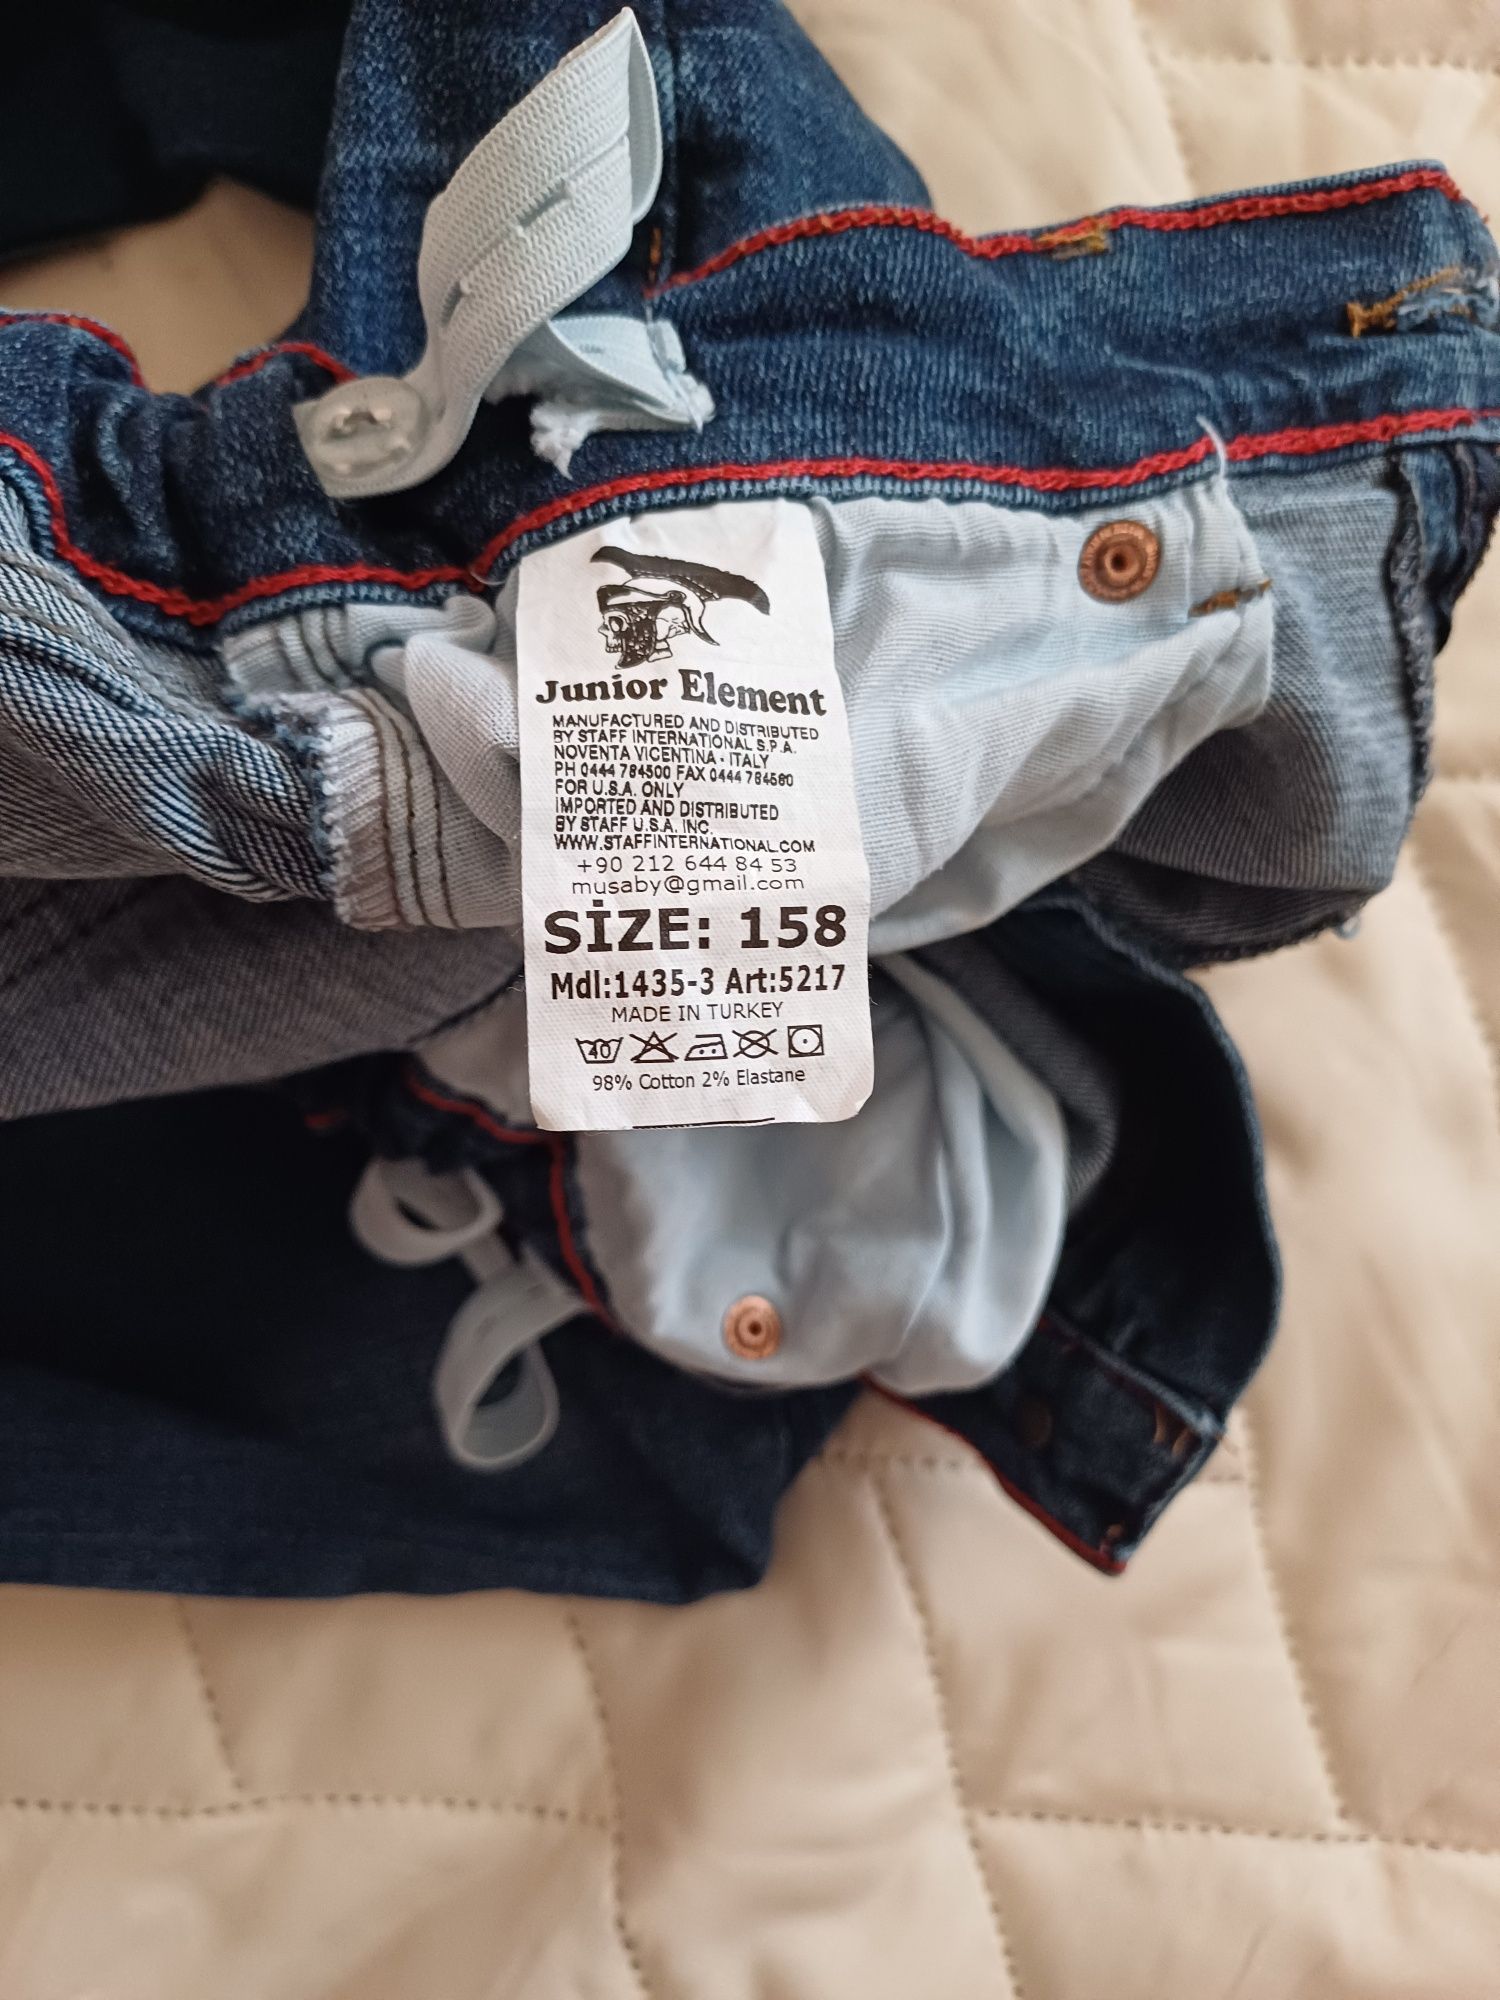 Junior Element
MANUFACTURED AND DISTRIBUTED
BY STAFF INTERNATIONAL S.P.A.
NOVENTA VICENTINA - ITALY
PH 0444 784500 FAX 0444 784560
FOR U.S.A. ONLY
IMPORTED AND DISTRIBUTED
BY STAFF U.S.A. INC.
WWW.STAFFINTERNATIONAL.COM
+90 212 644 84 53
musaby@gmail.com
SİZE: 158
Mdl:1435-3 Art:5217
MADE IN TURKEY
40
98% Cotton 2% Elastane